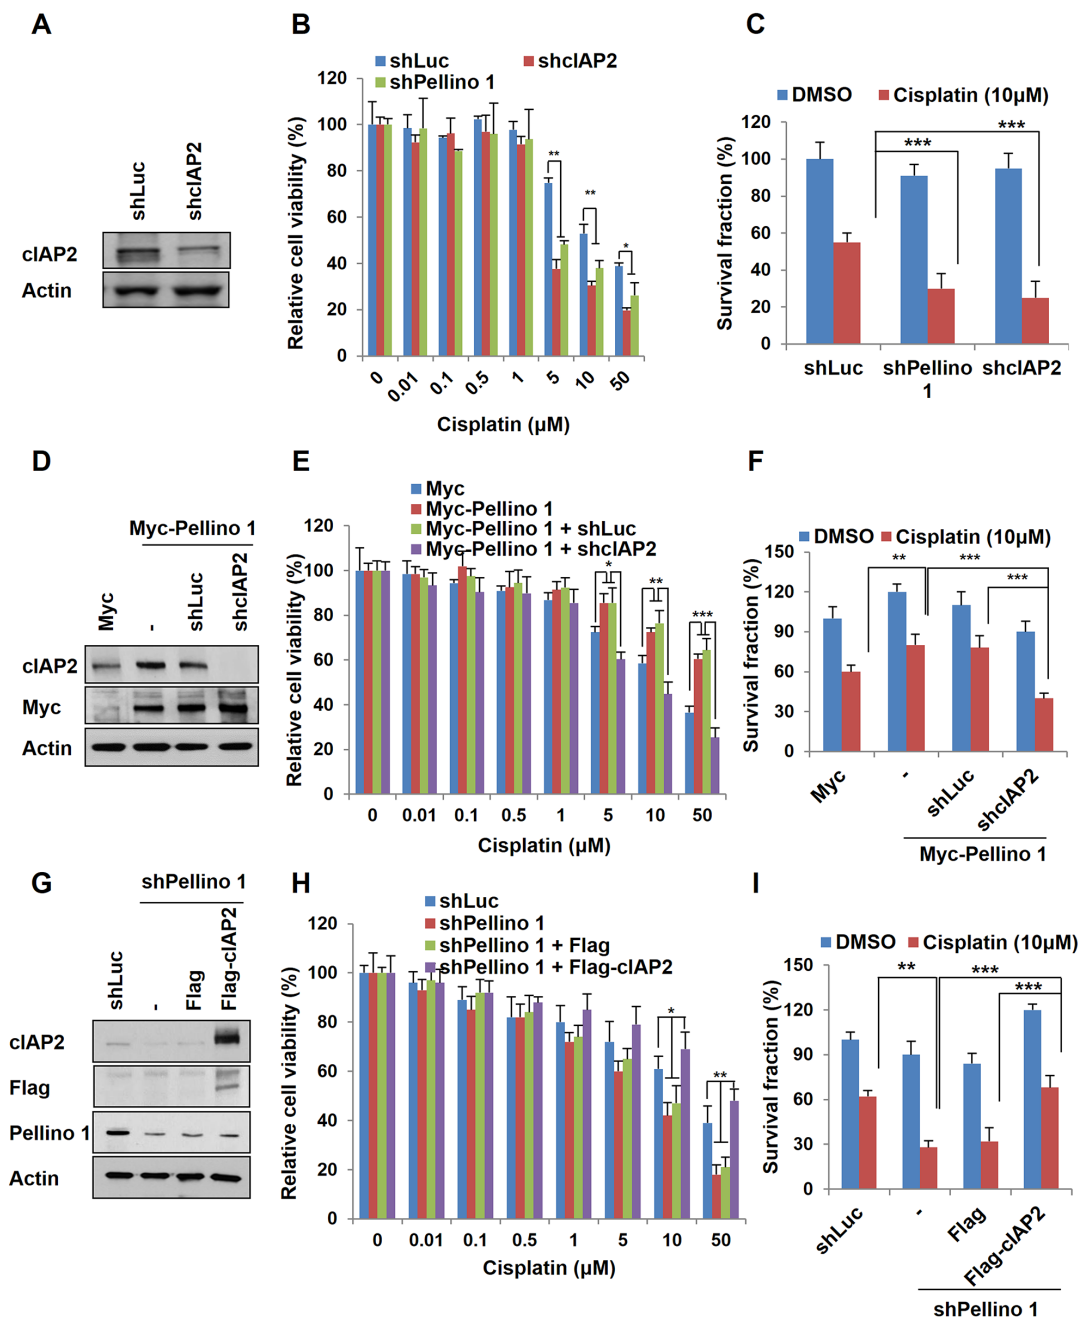 A
shLuc
shcIAP2
cIAP2
Actin
B
shLuc
shcIAP2
shPellino 1
Relative cell viability (%)
120
100
80
60
40
20
0
**
**
*
0
0.01
0.1
0.5
1
5
10
50
Cisplatin (µM)
C
DMSO
Cisplatin (10µM)
Survival fraction (%)
120
100
80
60
40
20
0
***
***
shLuc
shPellino
1
shcIAP2
D
Myc-Pellino 1
Myc
-
shLuc
shcIAP2
cIAP2
Myc
Actin
E
Myc
Myc-Pellino 1
Myc-Pellino 1 + shLuc
Myc-Pellino 1 + shcIAP2
Relative cell viability (%)
120
100
80
60
40
20
0
*
**
***
0
0.01
0.1
0.5
1
5
10
50
Cisplatin (µM)
F
DMSO
Cisplatin (10µM)
Survival fraction (%)
150
120
90
60
30
0
**
***
***
Myc
-
shLuc
shcIAP2
Myc-Pellino 1
G
shPellino 1
shLuc
-
Flag
Flag-cIAP2
cIAP2
Flag
Pellino 1
Actin
H
shLuc
shPellino 1
shPellino 1 + Flag
shPellino 1 + Flag-cIAP2
Relative cell viability (%)
120
100
80
60
40
20
0
*
**
0
0.01
0.1
0.5
1
5
10
50
Cisplatin (µM)
I
DMSO
Cisplatin (10µM)
Survival fraction (%)
150
120
90
60
30
0
**
***
***
shLuc
-
Flag
Flag-cIAP2
shPellino 1